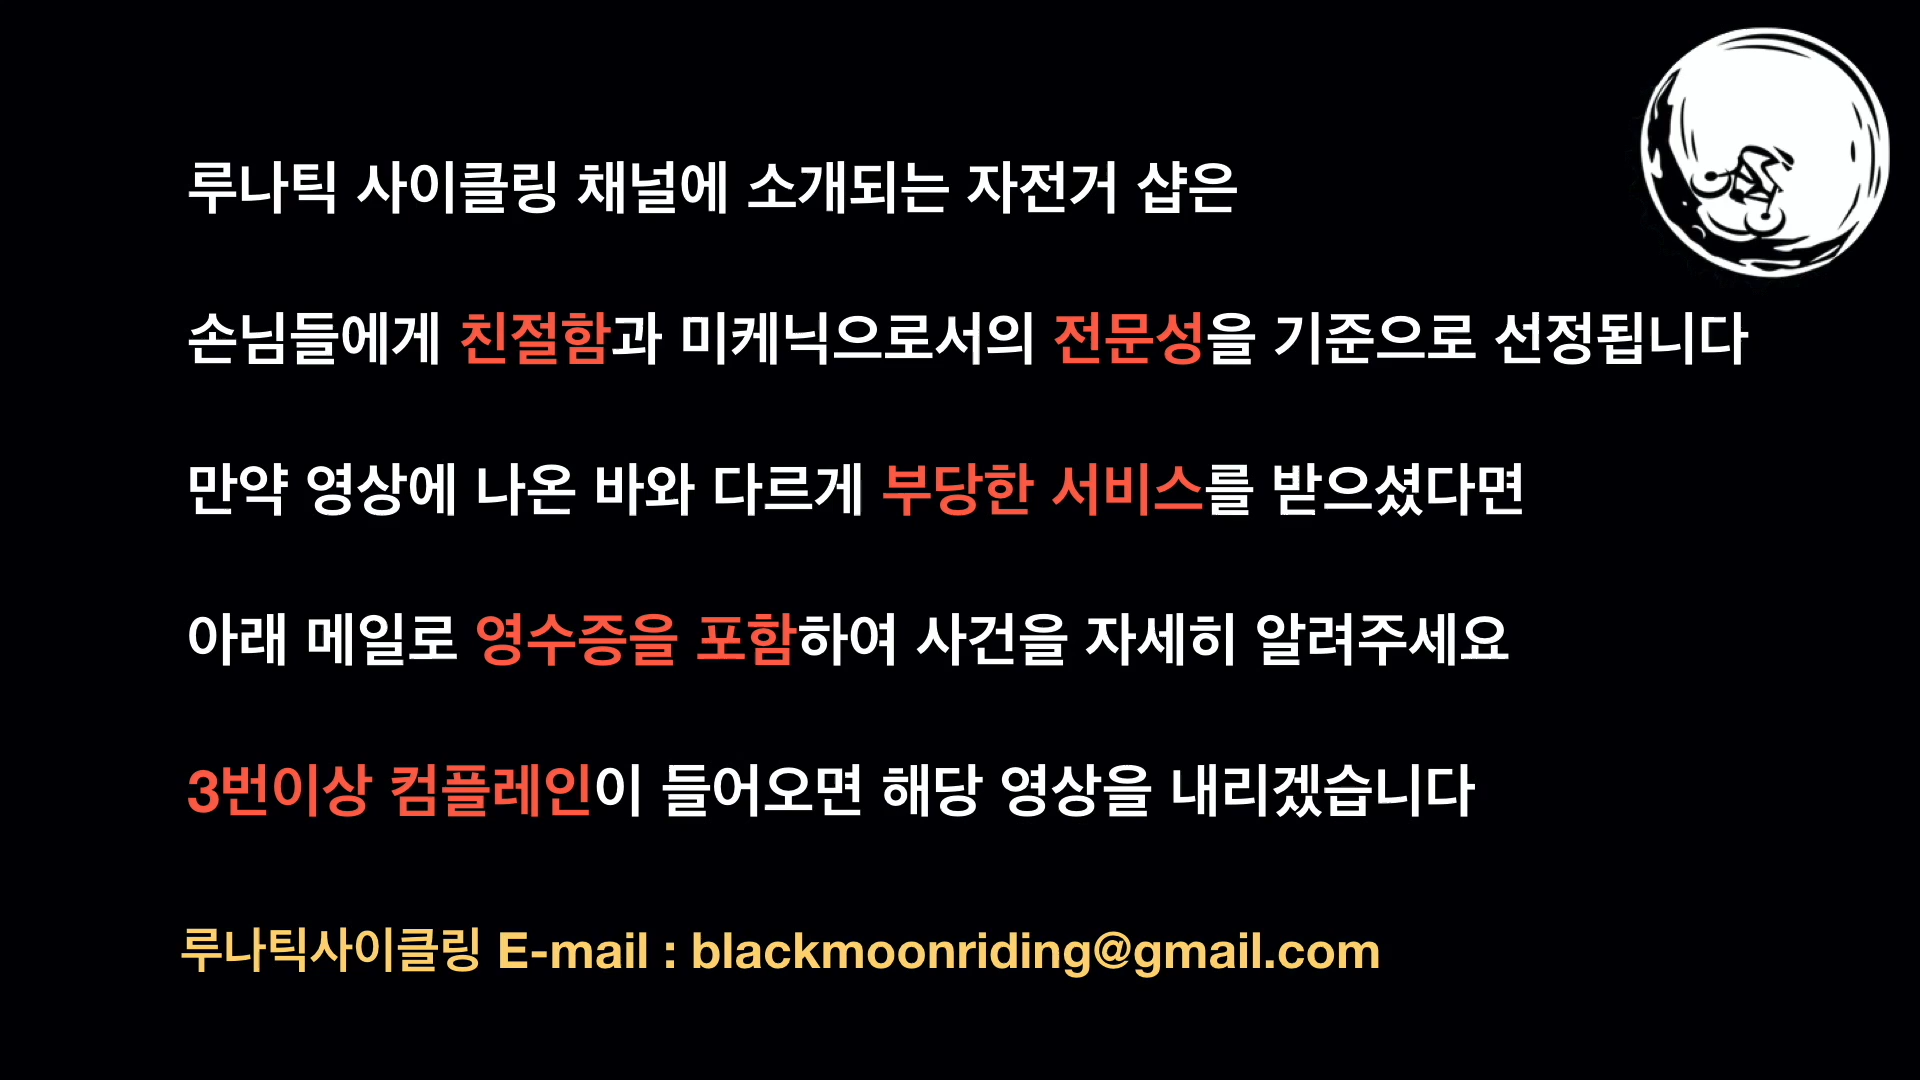 루나틱 사이클링 채널에 소개되는 자전거 샵은
손님들에게 친절함과 미케닉으로서의 전문성을 기준으로 선정됩니다
만약 영상에 나온 바와 다르게 부당한 서비스를 받으셨다면
아래 메일로 영수증을 포함하여 사건을 자세히 알려주세요
3번이상 컴플레인이 들어오면 해당 영상을 내리겠습니다
루나틱사이클링 E-mail : blackmoonriding@gmail.com